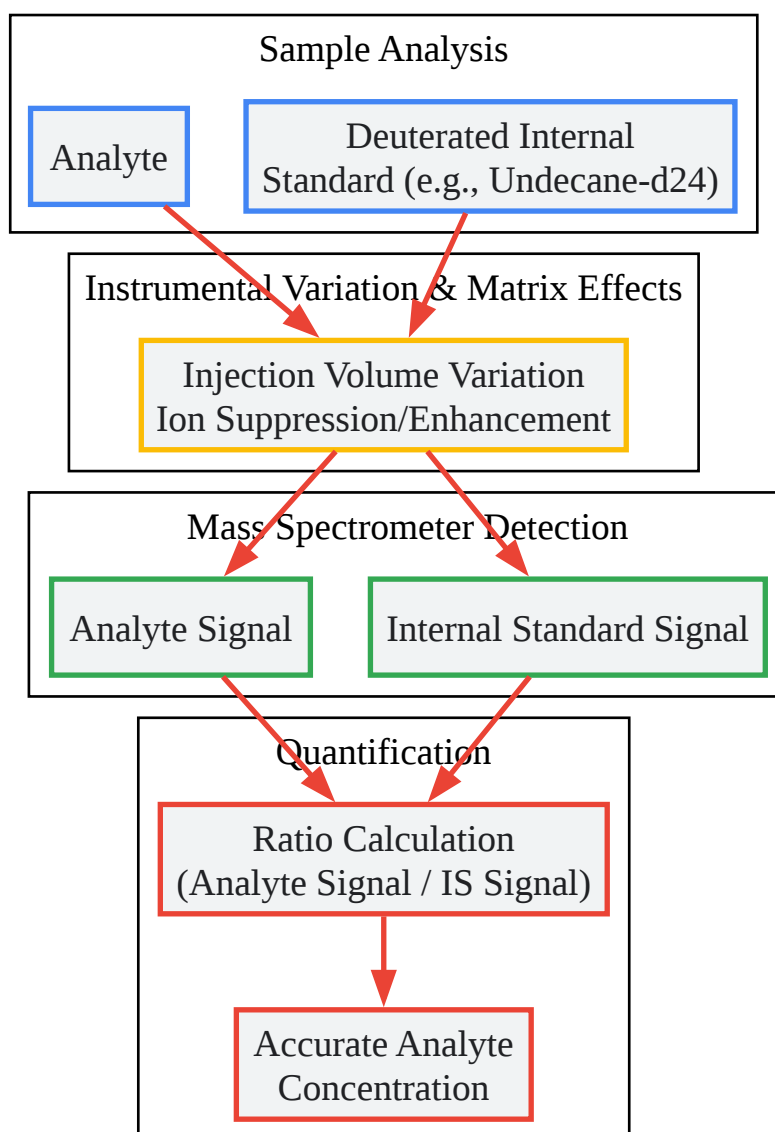 Sample Analysis
Analyte
Deuterated Internal
Standard (e.g., Undecane-d24)
Instrumental Variation & Matrix Effects
Injection Volume Variation
Ion Suppression/Enhancement
Mass Spectrometer Detection
Analyte Signal
Internal Standard Signal
Quantification
Ratio Calculation
(Analyte Signal / IS Signal)
Accurate Analyte
Concentration